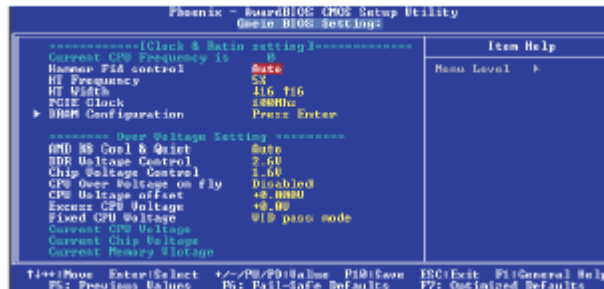 Phoenix - AwardBIOS CMOS Setup Utility
Genie BIOS Setting:
------------[Clock & Ratio setting]------------
Item Help
Current CPU Frequency is 0
Hammer Fid control Auto
Menu Level ▸
HT Frequency 5X
HT Width ↓16 ↑16
PCIE Clock 100Mhz
▸ DRAM Configuration Press Enter
-------- Over Voltage Setting ---------
AMD K8 Cool & Quiet Auto
DDR Voltage Control 2.6V
Chip Voltage Control 1.6V
CPU Over Voltage on fly Disabled
CPU Voltage offset +0.000V
Excess CPU Voltage +0.0V
Fixed CPU Voltage VID pass mode
Current CPU Voltage
Current Chip Voltage
Current Memory Vlotage
↑↓→←:Move Enter:Select +/-/PU/PD:Value F10:Save ESC:Exit F1:General Help
F5: Previous Values F6: Fail-Safe Defaults F7: Optimized Defaults